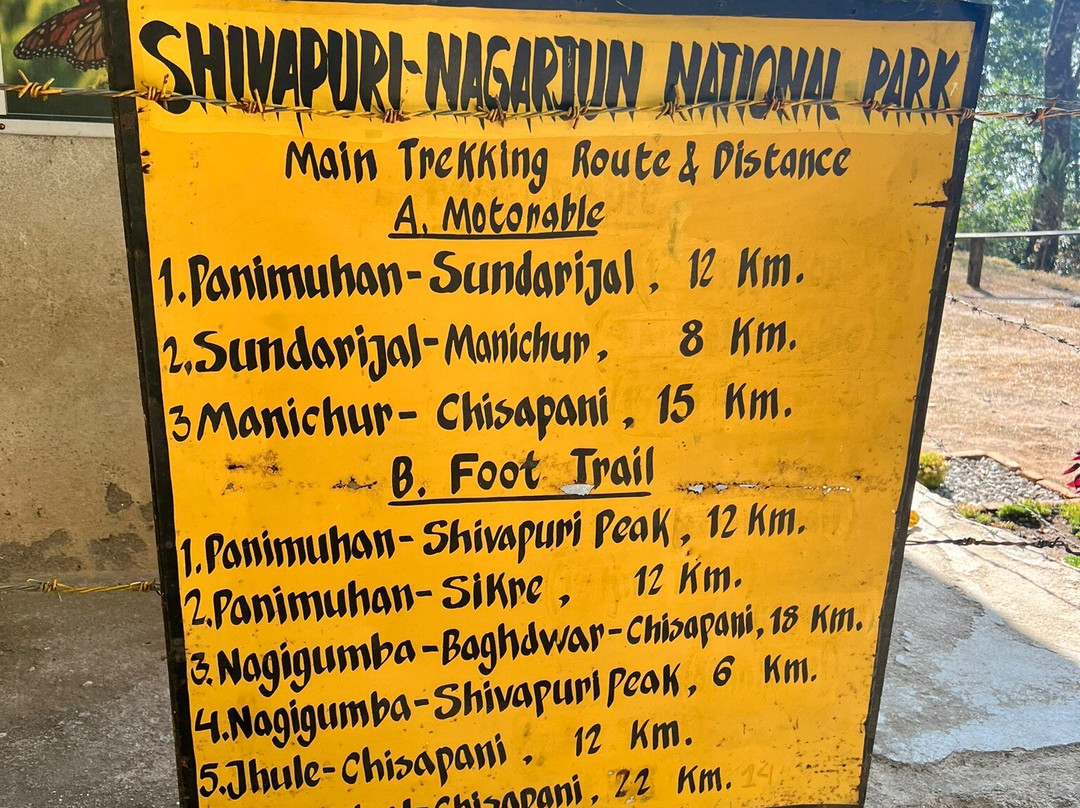 SHIVAPURI-NAGARJUN NATIONAL PARK
Main TreKKing Route & Distance
A. Motorable
1. Panimuhan-Sundarijal, 12 Km.
2. Sundarijal-Manichur, 8 Km.
3 Manichur- Chisapani, 15 Km.
B. Foot Trail
1. Panimuhan-Shivapuri Peak, 12 Km.
2. Panimuhan-SiKre, 12 Km.
3. Nagigumba-Baghdwar-Chisapani, 18 Km.
4. Nagigumba-Shivapuri Peak, 6 Km.
5. Jhule-Chisapani, 12 Km.
-Chisapani, 22 Km.